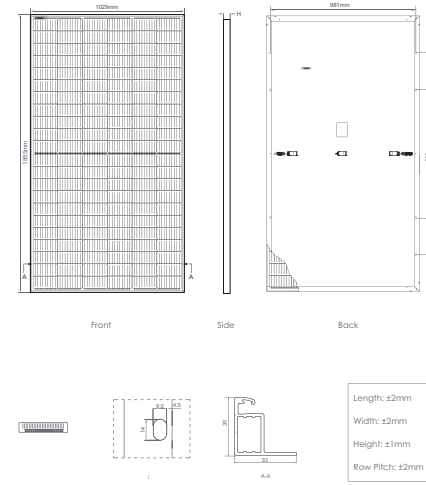 1029mm
H
981mm
A
A
Front
Side
Back
9.0
4.5
14
30
33
A-A
Length: ±2mm
Width: ±2mm
Height: ±1mm
Row Pitch: ±2mm